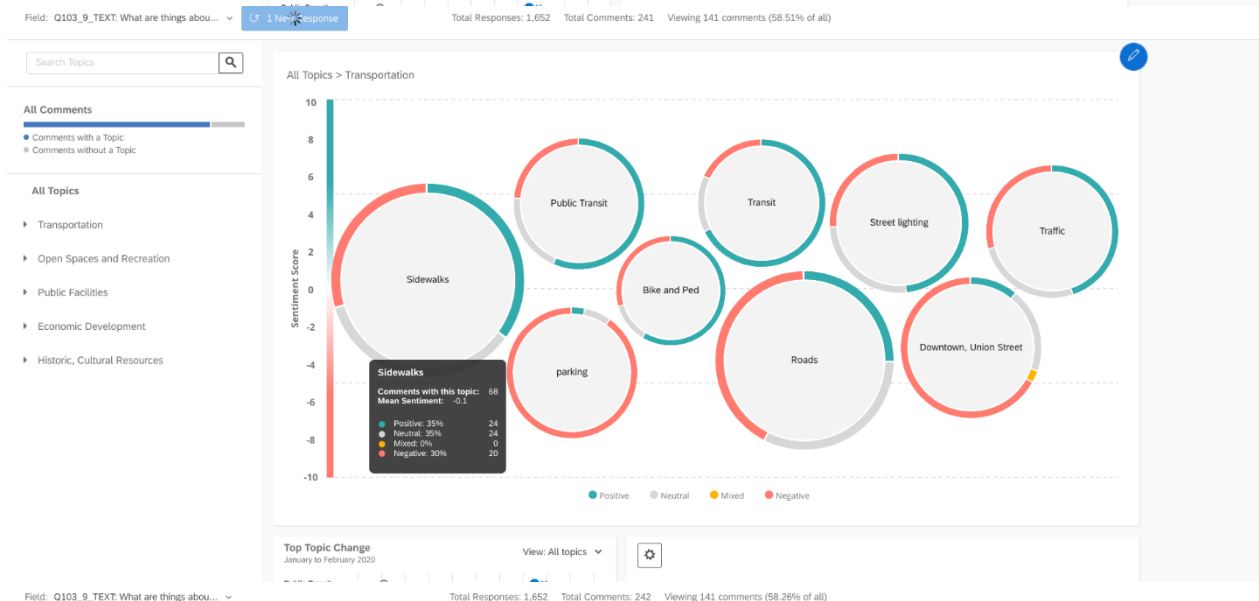 Field: Q103_9_TEXT: What are things abou...
1 New Response
Total Responses: 1,652 Total Comments: 241 Viewing 141 comments (58.51% of all)
Search Topics
All Comments
Comments with a Topic
Comments without a Topic
All Topics
Transportation
Open Spaces and Recreation
Public Facilities
Economic Development
Historic, Cultural Resources
All Topics > Transportation
Sentiment Score
10
8
6
4
2
0
-2
-4
-6
-8
-10
Public Transit
Transit
Street lighting
Traffic
Sidewalks
Bike and Ped
Roads
Downtown, Union Street
parking
Sidewalks
Comments with this topic: 68
Mean Sentiment: -0.1
Positive: 35% 24
Neutral: 35% 24
Mixed: 0% 0
Negative: 30% 20
Positive Neutral Mixed Negative
Top Topic Change
January to February 2020
View: All topics
Field: Q103_9_TEXT: What are things abou...
Total Responses: 1,652 Total Comments: 242 Viewing 141 comments (58.26% of all)